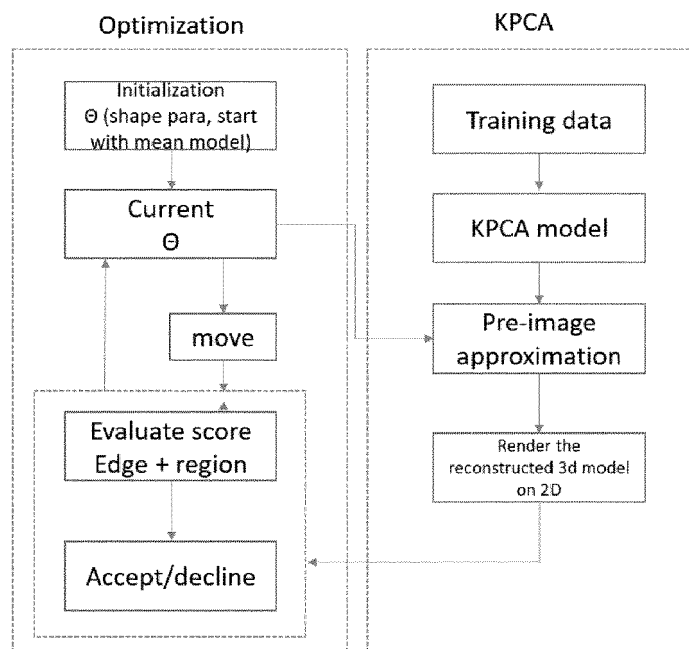 Optimization
Initialization
Θ (shape para, start
with mean model)
Current
Θ
move
Evaluate score
Edge + region
Accept/decline
KPCA
Training data
KPCA model
Pre-image
approximation
Render the
reconstructed 3d model
on 2D